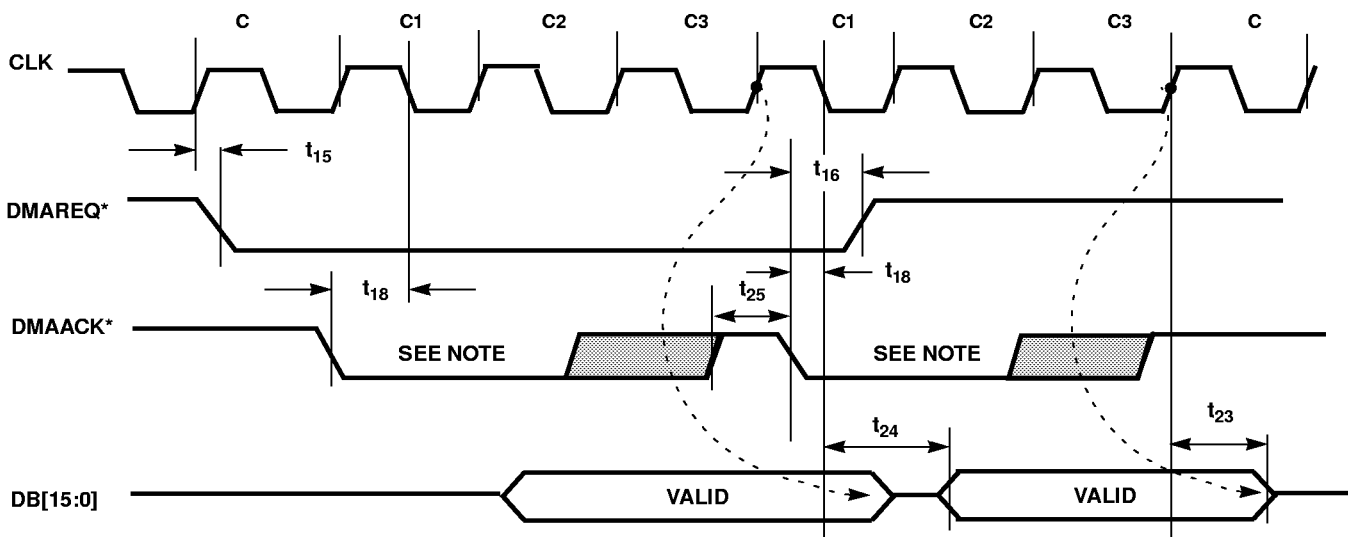 C C1 C2 C3 C1 C2 C3 C
CLK
t15
t16
DMAREQ*
t18
t25
t18
DMAACK*
SEE NOTE
SEE NOTE
t24
t23
DB[15:0]
VALID
VALID